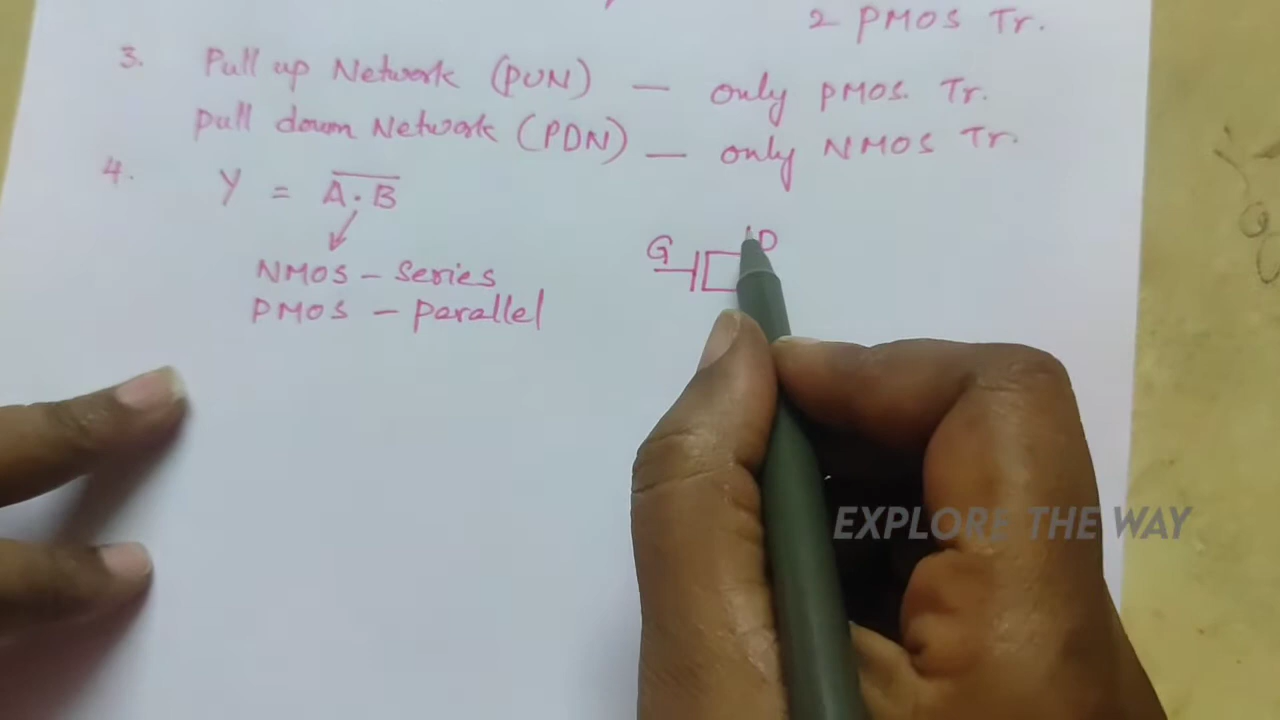 2 PMOS Tr.
3. Pull up Network (PUN) — only PMOS. Tr.
Pull down Network (PDN) — only NMOS Tr.
4. Y = \overline{A.B}
NMOS - Series
PMOS - parallel
G D
EXPLORE THE WAY